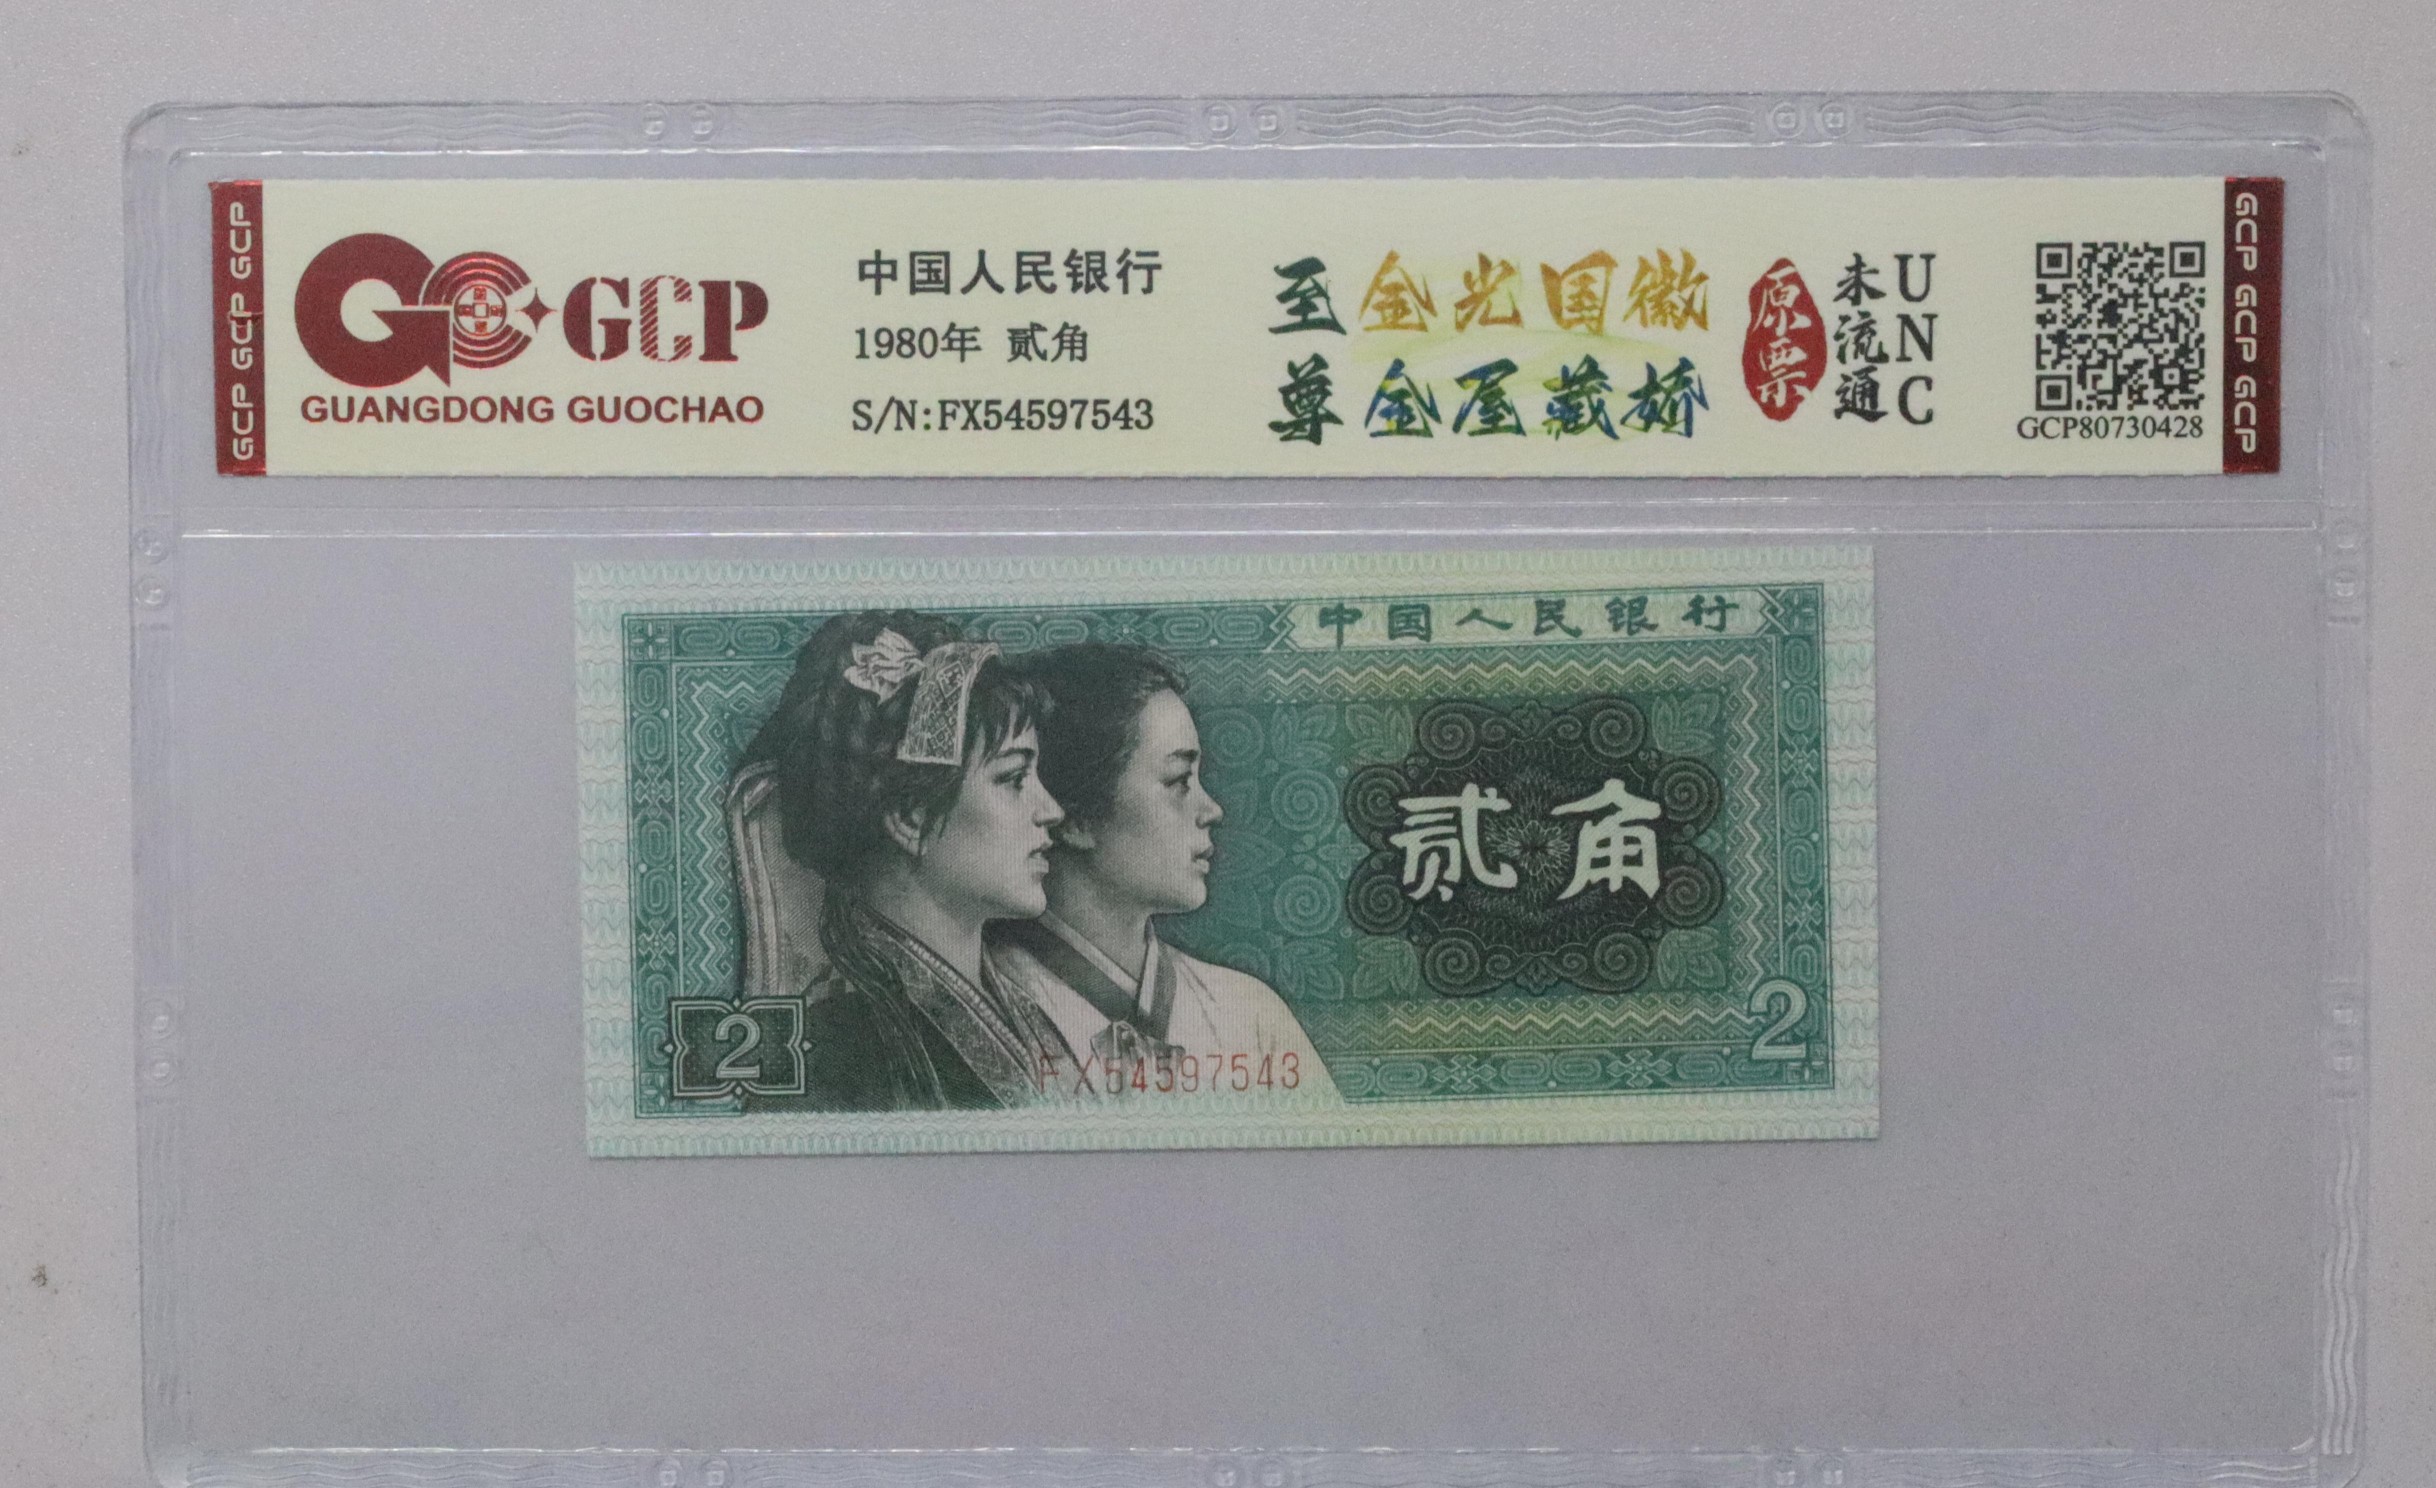 GCP GCP GCP
GCP
GUANGDONG GUOCHAO
中国人民银行
1980年 贰角
S/N:FX54597543
至尊
金光国徽
金屋藏娇
原票
未流通
UNC
GCP80730428
GCP GCP GCP
中国人民银行
贰角
2
2
FX54597543